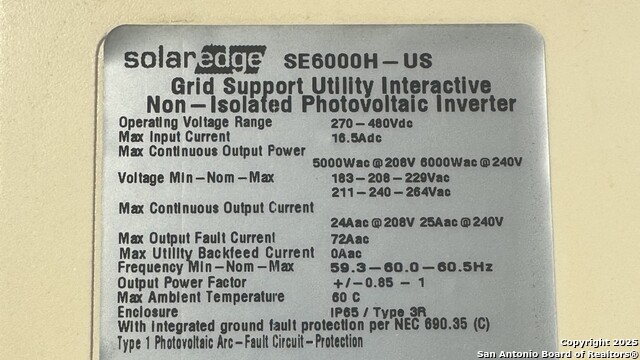 solaredge SE6000H-US
Grid Support Utility Interactive
Non-Isolated Photovoltaic Inverter
Operating Voltage Range 270-480Vdc
Max Input Current 16.5Adc
Max Continuous Output Power
5000Wac@208V 6000Wac@240V
Voltage Min-Nom-Max 183-208-229Vac
211-240-264Vac
Max Continuous Output Current
24Aac@208V 25Aac@240V
Max Output Fault Current 72Aac
Max Utility Backfeed Current 0Aac
Frequency Min-Nom-Max 59.3-60.0-60.5Hz
Output Power Factor +/-0.85 - 1
Max Ambient Temperature 60 C
Enclosure IP65 / Type 3R
With integrated ground fault protection per NEC 690.35 (C)
Type 1 Photovoltaic Arc-Fault Circuit-Protection
Copyright 2025
San Antonio Board of Realtors®